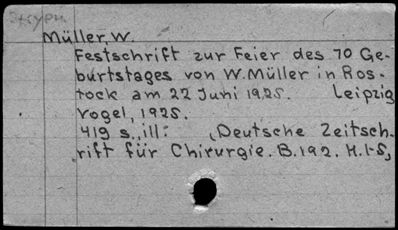 Müller, W.
Festschrift zur Feier des 70 Ge-
burtstages von W. Müller in Ros-
tock am 22 Juni 1925. Leipzig
Vogel, 1925.
419 s., ill. (Deutsche Zeitsch-
rift für Chirurgie. B. 192. H. 1-5)